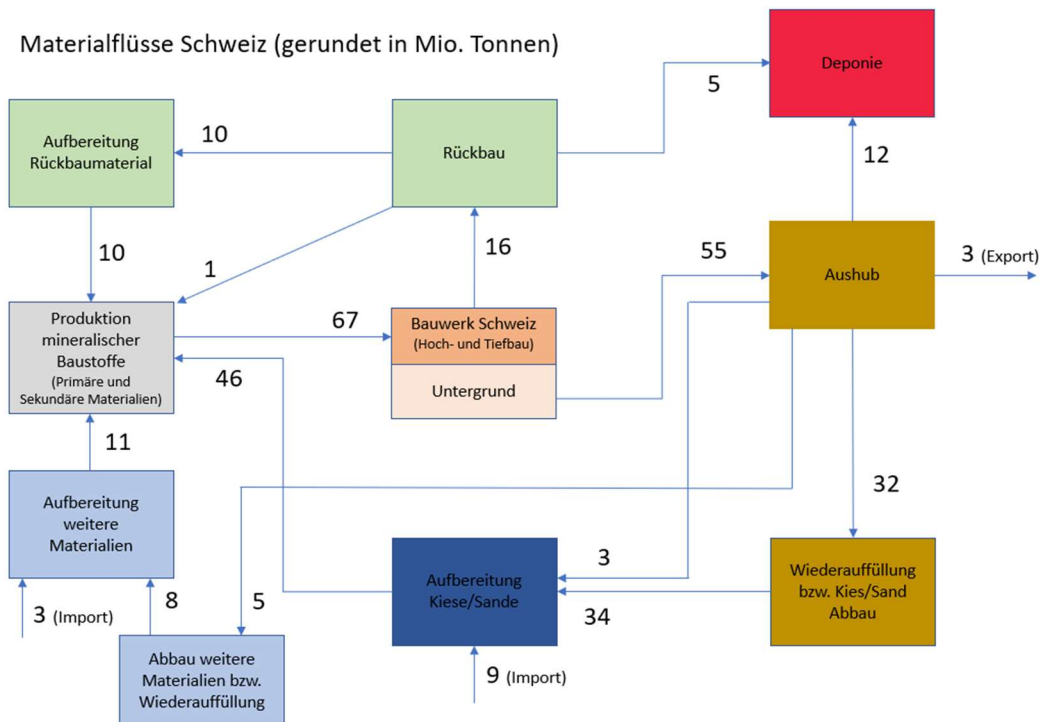 Materialflüsse Schweiz (gerundet in Mio. Tonnen)
Deponie
5
Aufbereitung
Rückbaumaterial
10
Rückbau
12
10
1
16
55
Aushub
3 (Export)
Produktion
mineralischer
Baustoffe
(Primäre und
Sekundäre Materialien)
67
Bauwerk Schweiz
(Hoch- und Tiefbau)
46
Untergrund
11
32
Aufbereitung
weitere
Materialien
Aufbereitung
Kiese/Sande
3
34
Wiederauffüllung
bzw. Kies/Sand
Abbau
3 (Import)
8
5
Abbau weitere
Materialien bzw.
Wiederauffüllung
9 (Import)